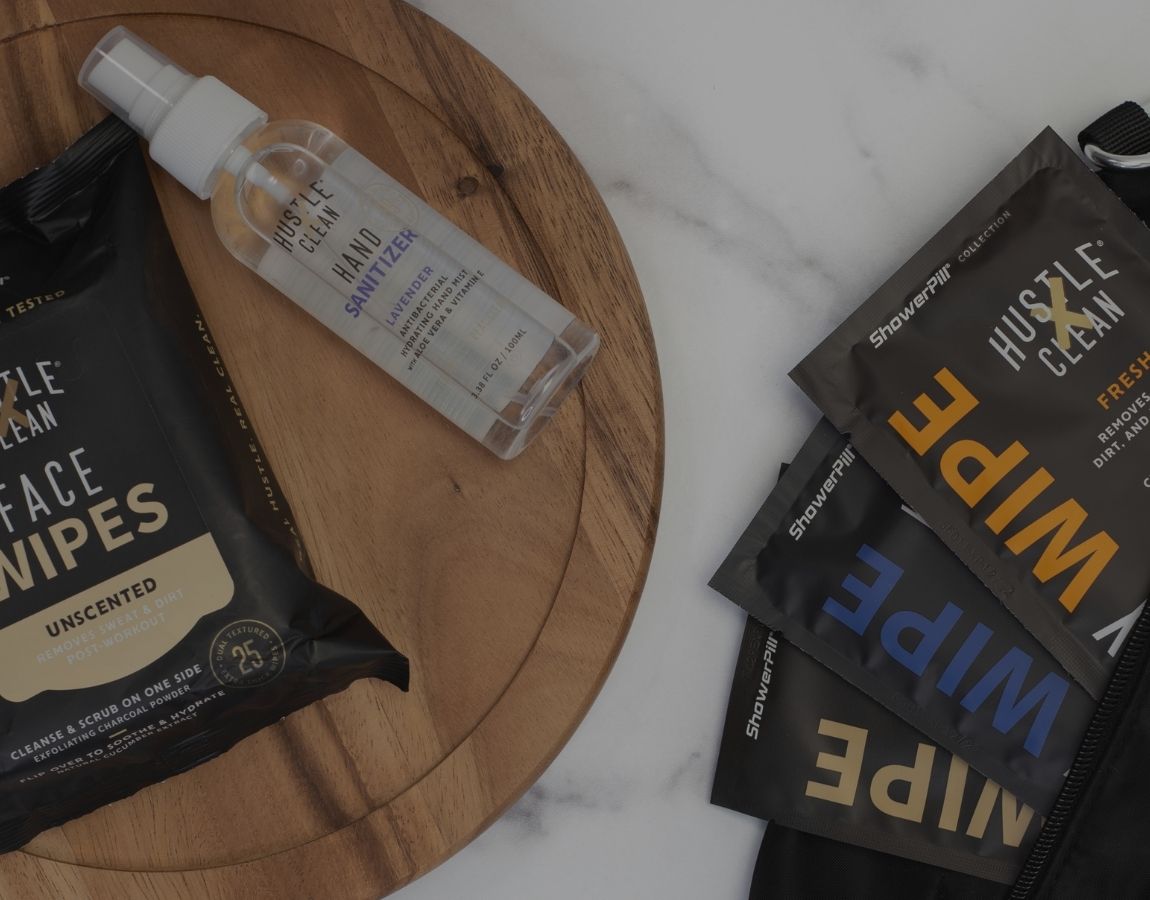 TESTED
FACE
WIPES
UNSCENTED
REMOVES SWEAT & DIRT
POST-WORKOUT
DUAL TEXTURED
25
CLEANSE & SCRUB ON ONE SIDE
EXFOLIATING CHARCOAL POWDER
FLIP OVER TO SOOTHE & HYDRATE
NATURAL CUCUMBER EXTRACT
HUSTLE. REAL CLEAN.
HUSTLE
CLEAN
HAND
SANITIZER
LAVENDER
ANTIBACTERIAL
HYDRATING HAND MIST
WITH ALOE VERA & VITAMIN E
3.38 FL OZ / 100ML
ShowerPill® COLLECTION
HUSTLE®
CLEAN
FRESH
REMOVES
DIRT, AND
WIPE
ShowerPill®
WIPE
ShowerPill®
WIPE